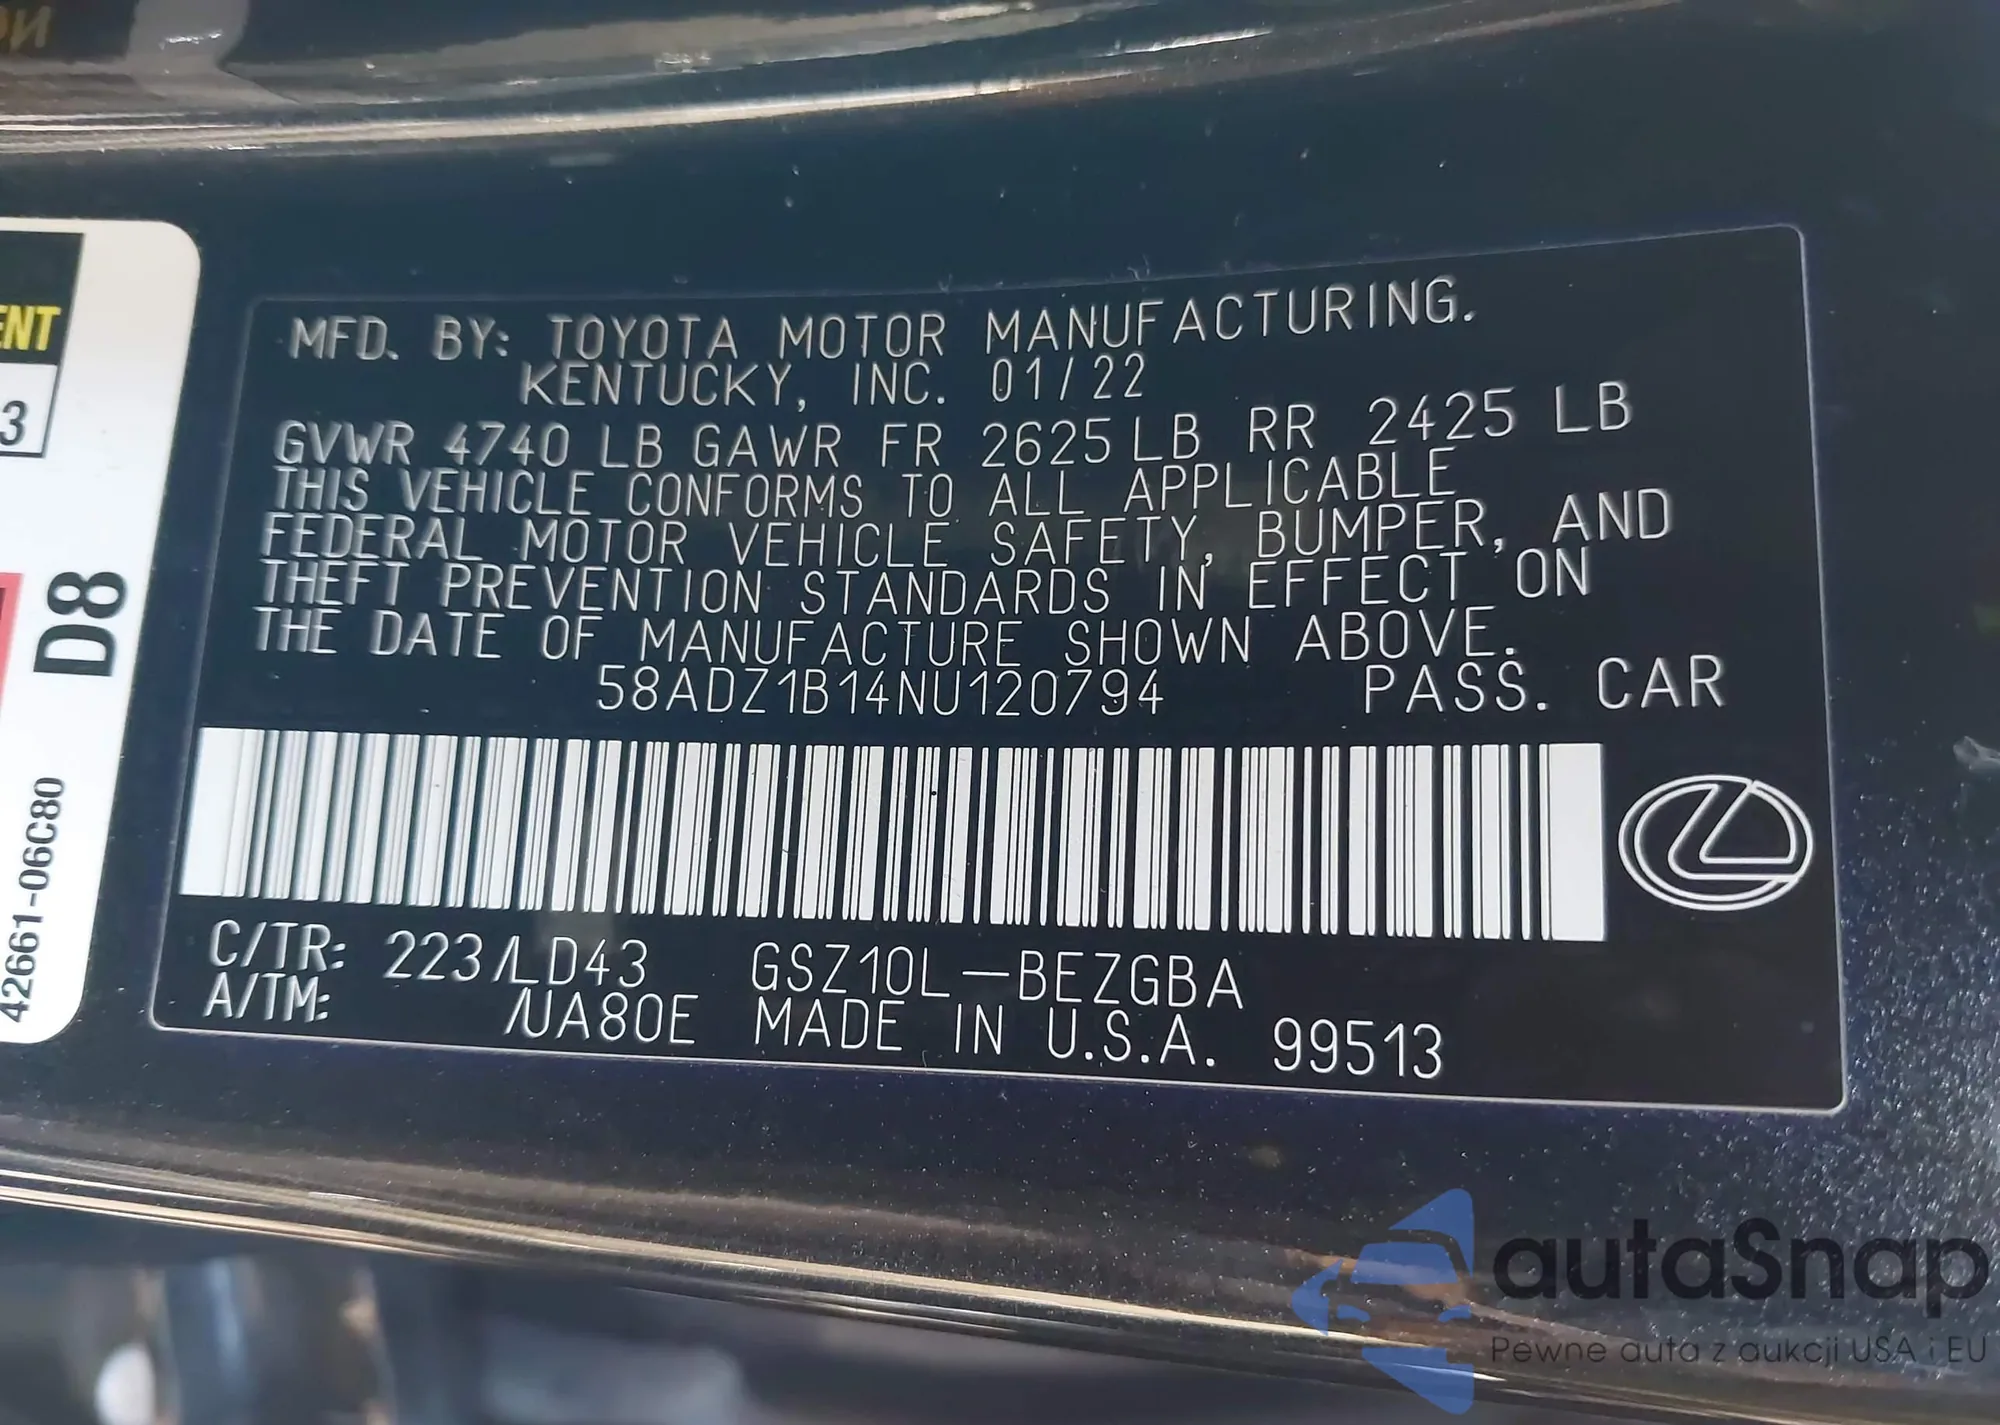 ENT
3
D8
42661-06C80
MFD. BY: TOYOTA MOTOR MANUFACTURING.
KENTUCKY, INC. 01/22
GVWR 4740 LB GAWR FR 2625 LB RR 2425 LB
THIS VEHICLE CONFORMS TO ALL APPLICABLE
FEDERAL MOTOR VEHICLE SAFETY, BUMPER, AND
THEFT PREVENTION STANDARDS IN EFFECT ON
THE DATE OF MANUFACTURE SHOWN ABOVE.
58ADZ1B14NU120794 PASS. CAR
C/TR: 223/LD43 GSZ10L-BEZGBA
A/TM: /UA80E MADE IN U.S.A. 99513
autaSnap
Pewne auta z aukcji USA i EU